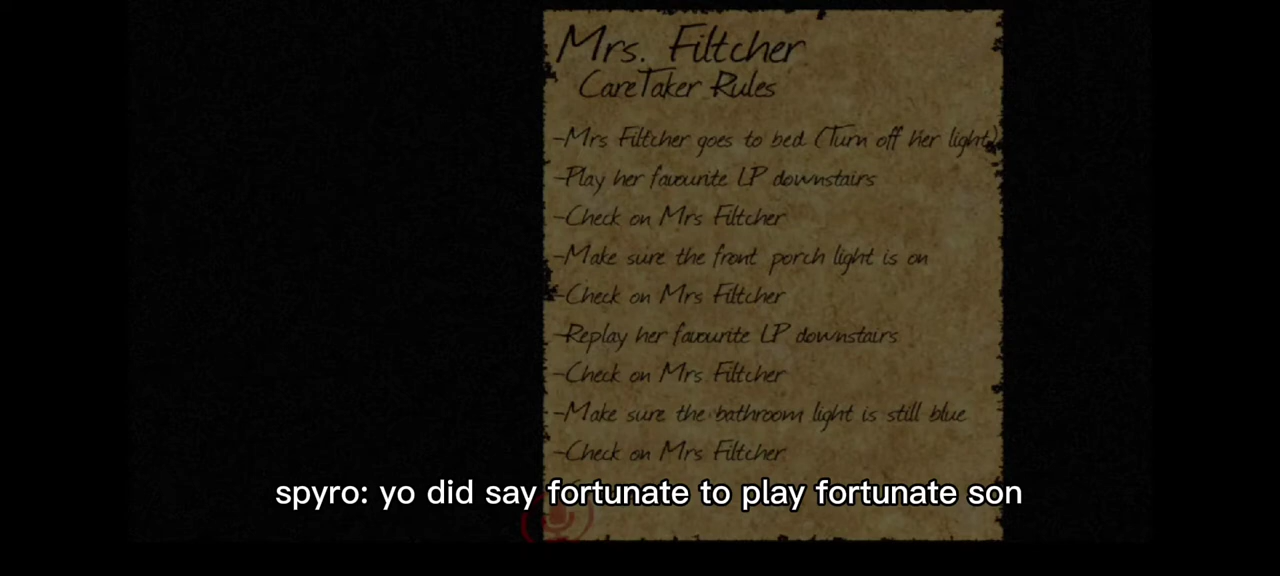 Mrs. Filtcher
CareTaker Rules
-Mrs Filtcher goes to bed (Turn off her light)
-Play her favourite LP downstairs
-Check on Mrs Filtcher
-Make sure the front porch light is on
-Check on Mrs Filtcher
-Replay her favourite LP downstairs
-Check on Mrs Filtcher
-Make sure the bathroom light is still blue
-Check on Mrs Filtcher
spyro: yo did say fortunate to play fortunate son